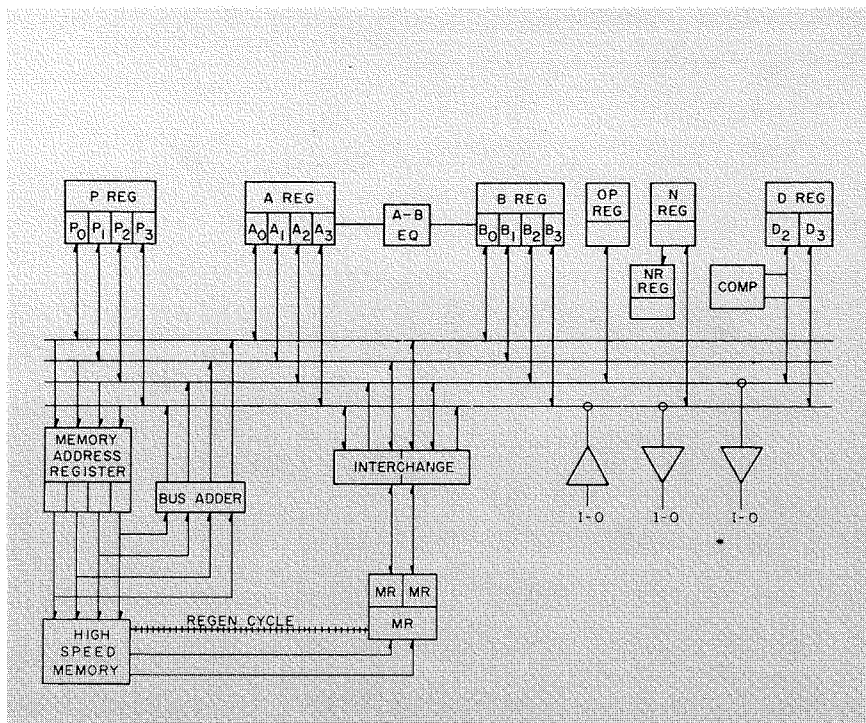 P REG
P0 P1 P2 P3
A REG
A0 A1 A2 A3
A-B
EQ
B REG
B0 B1 B2 B3
OP
REG
N
REG
NR
REG
D REG
D2 D3
COMP
MEMORY
ADDRESS
REGISTER
BUS ADDER
INTERCHANGE
I-O
I-O
I-O
MR MR
MR
REGEN CYCLE
HIGH
SPEED
MEMORY